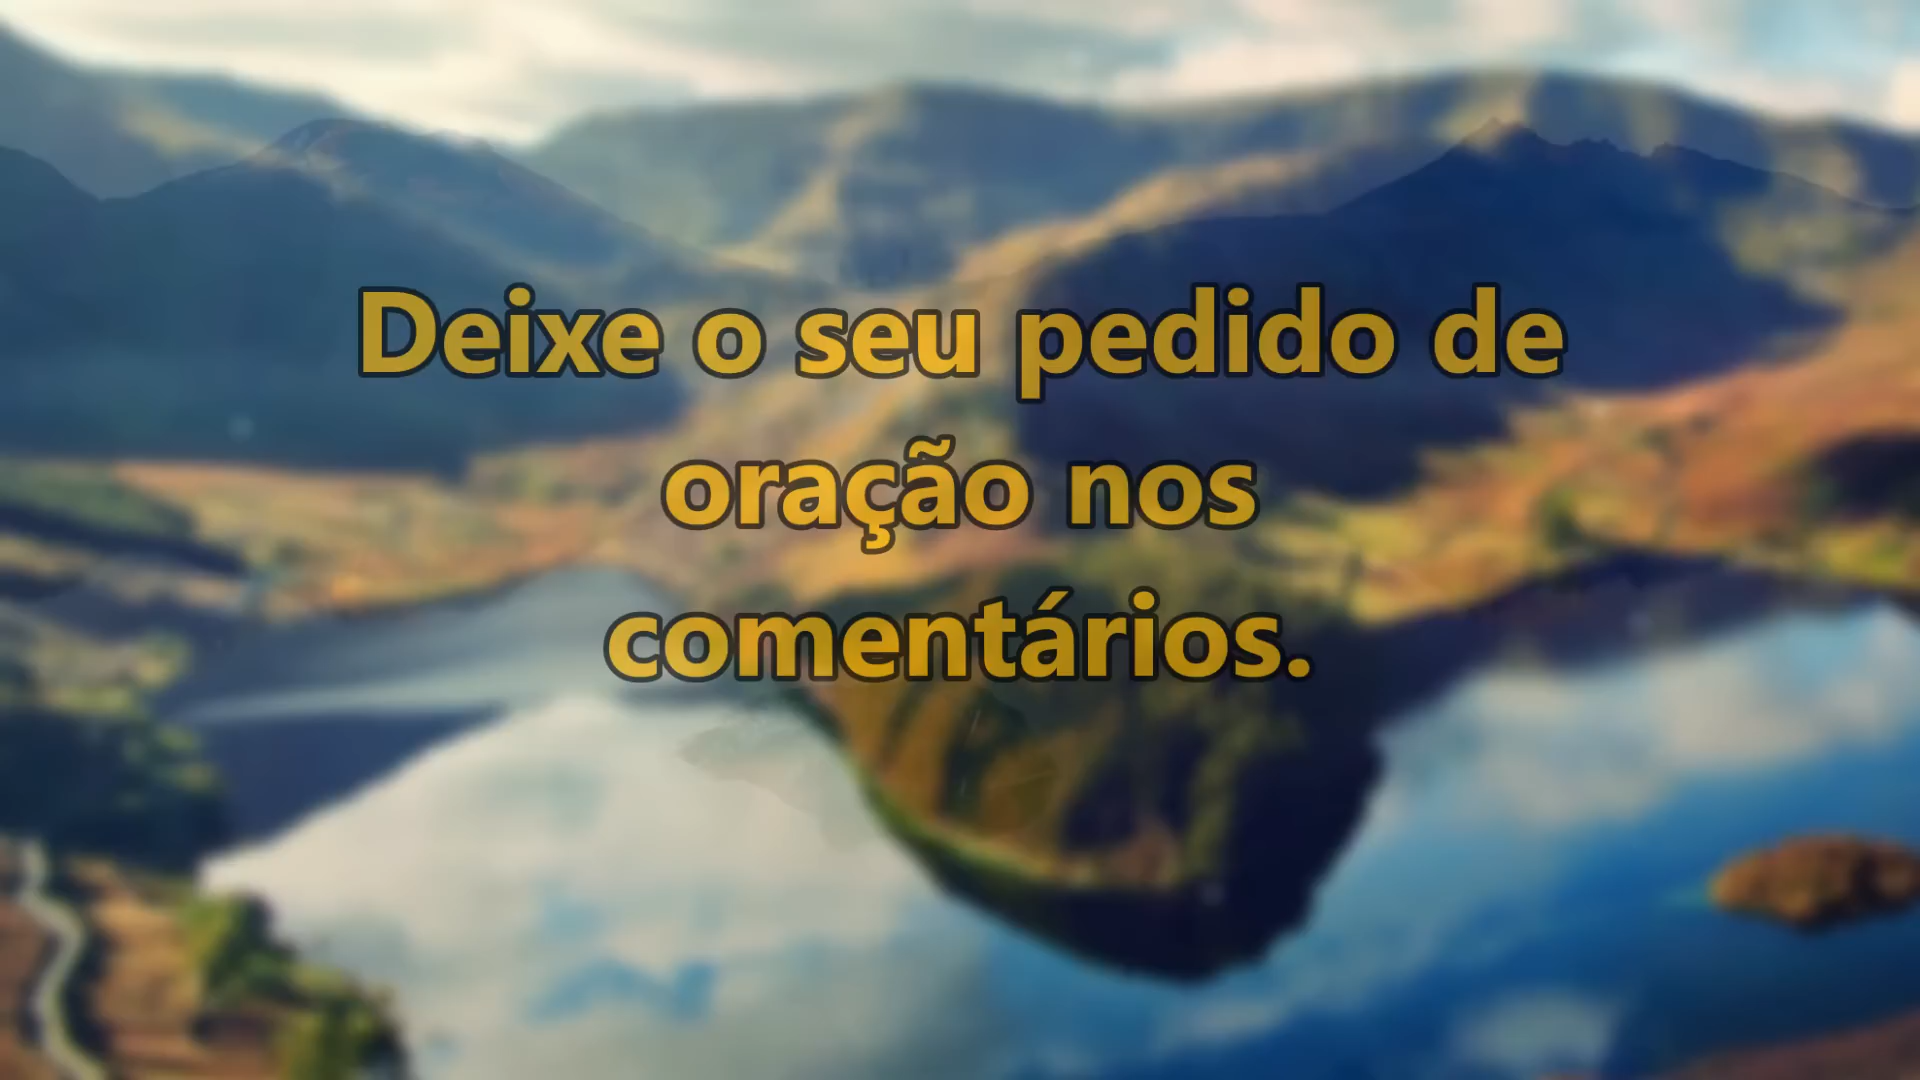 Deixe o seu pedido de
oração nos
comentários.